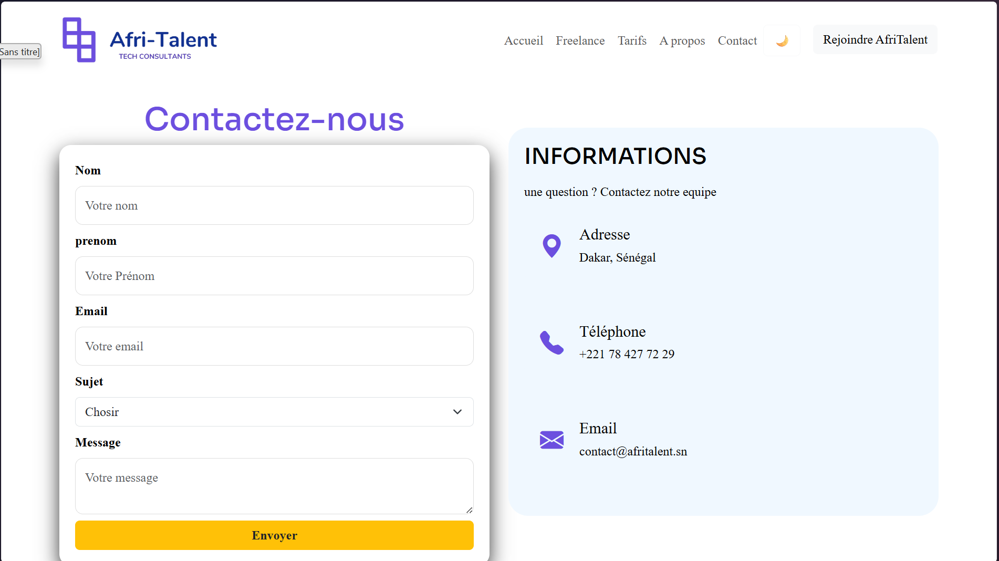 Sans titre]
Afri-Talent
TECH CONSULTANTS
Accueil Freelance Tarifs A propos Contact Rejoindre AfriTalent
Contactez-nous
Nom
Votre nom
prenom
Votre Prénom
Email
Votre email
Sujet
Chosir
Message
Votre message
Envoyer
INFORMATIONS
une question ? Contactez notre equipe
Adresse
Dakar, Sénégal
Téléphone
+221 78 427 72 29
Email
contact@afritalent.sn